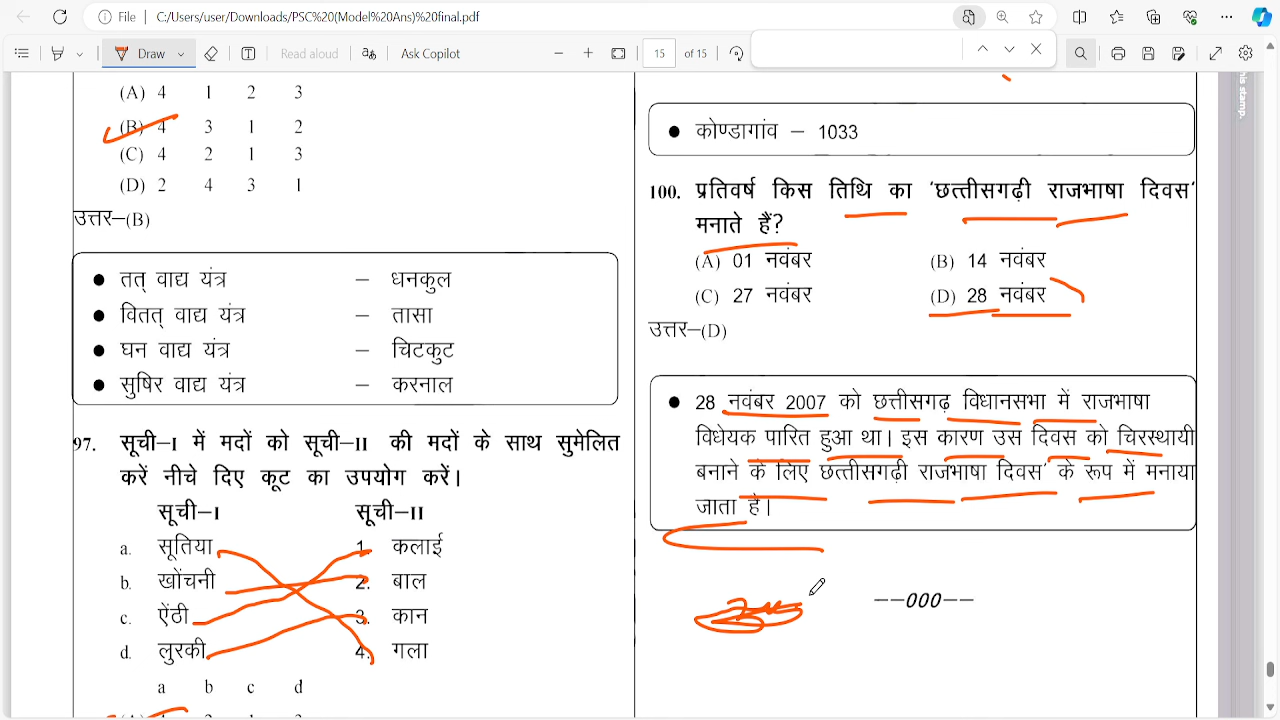 File C:/Users/user/Downloads/PSC%20(Model%20Ans)%20final.pdf
Draw Read aloud Ask Copilot 15 of 15
(A) 4 1 2 3
(B) 4 3 1 2
(C) 4 2 1 3
(D) 2 4 3 1
उत्तर–(B)
● तत् वाद्य यंत्र – धनकुल
● वितत् वाद्य यंत्र – तासा
● घन वाद्य यंत्र – चिटकुट
● सुषिर वाद्य यंत्र – करनाल
97. सूची–I में मदों को सूची–II की मदों के साथ सुमेलित
करें नीचे दिए कूट का उपयोग करें।
सूची–I सूची–II
a. सूतिया 1. कलाई
b. खोंचनी 2. बाल
c. ऐंठी 3. कान
d. लुरकी 4. गला
a b c d
● कोण्डागांव – 1033
100. प्रतिवर्ष किस तिथि का 'छत्तीसगढ़ी राजभाषा दिवस'
मनाते हैं?
(A) 01 नवंबर (B) 14 नवंबर
(C) 27 नवंबर (D) 28 नवंबर
उत्तर–(D)
● 28 नवंबर 2007 को छत्तीसगढ़ विधानसभा में राजभाषा
विधेयक पारित हुआ था। इस कारण उस दिवस को चिरस्थायी
बनाने के लिए छत्तीसगढ़ी राजभाषा दिवस' के रूप में मनाया
जाता है।
––000––
this stamp.